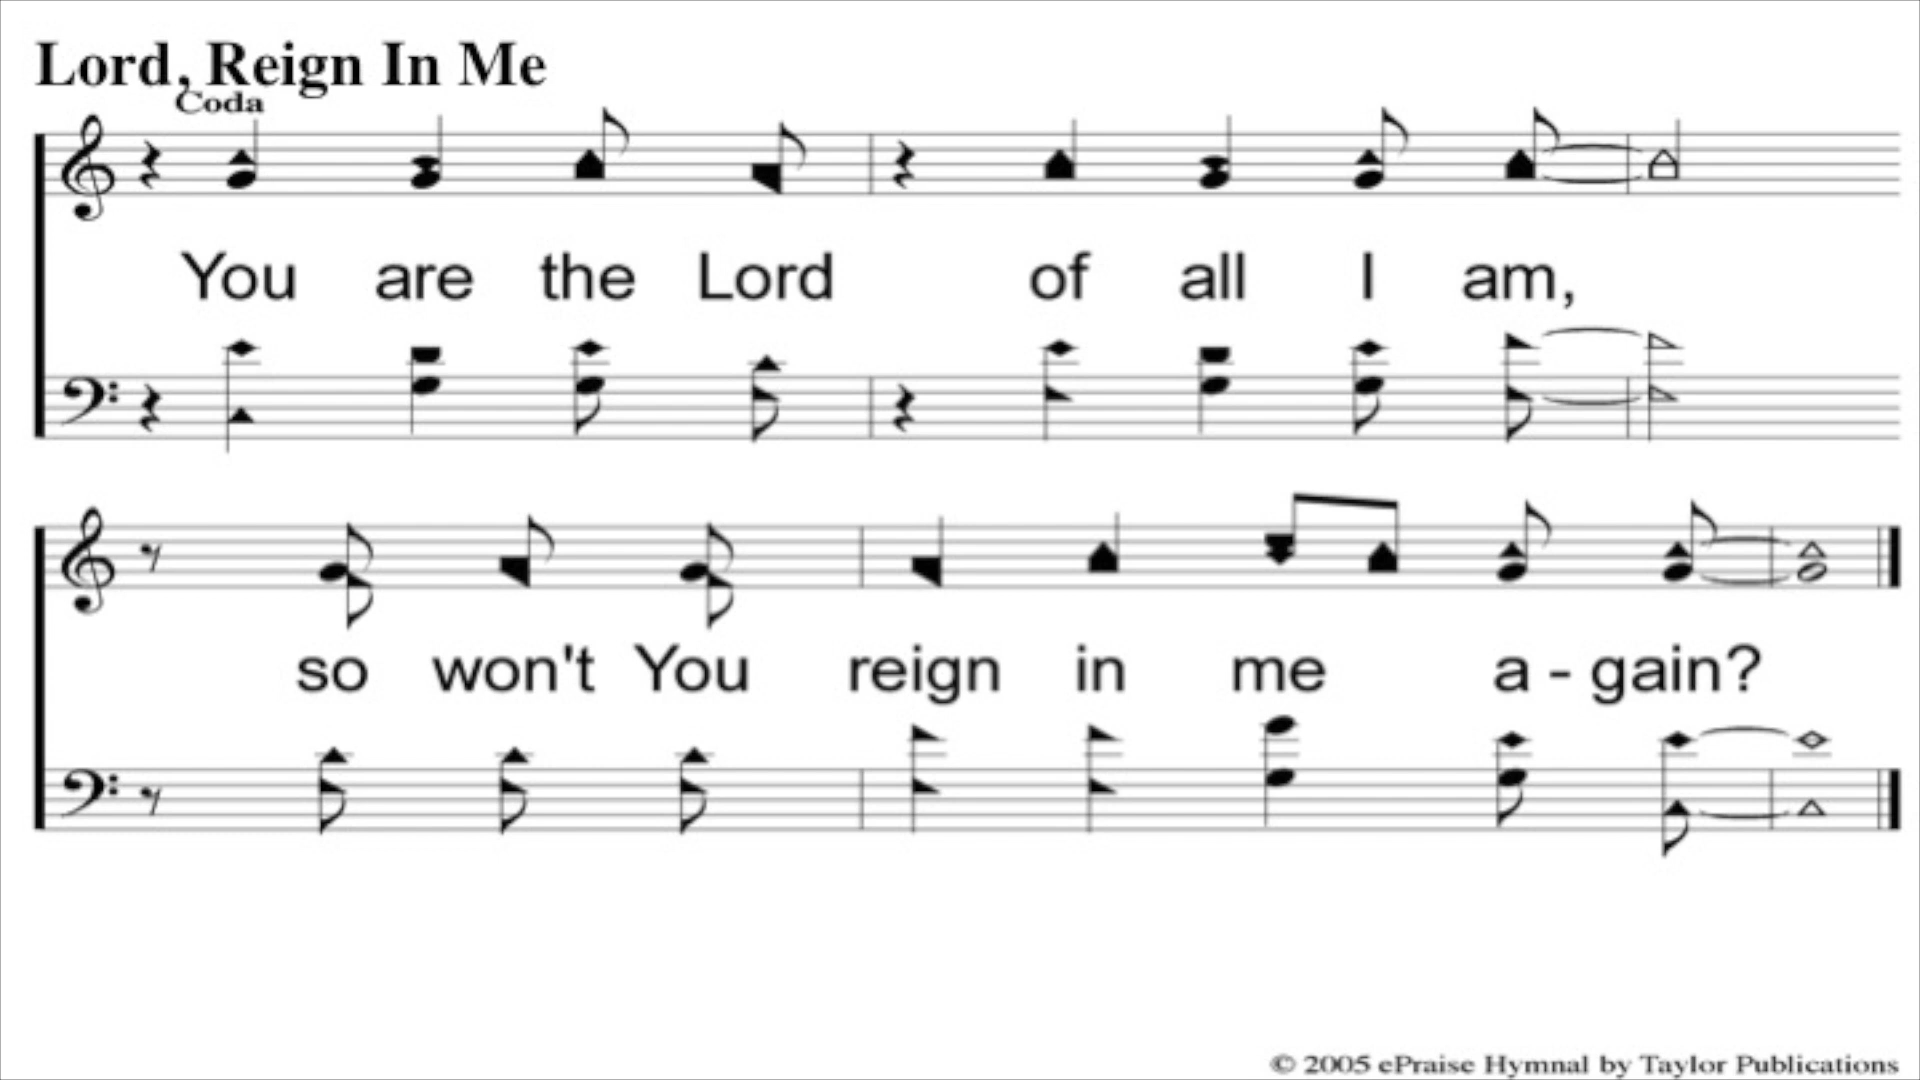 Lord, Reign In Me
Coda
You are the Lord of all I am,
so won't You reign in me a - gain?
© 2005 ePraise Hymnal by Taylor Publications